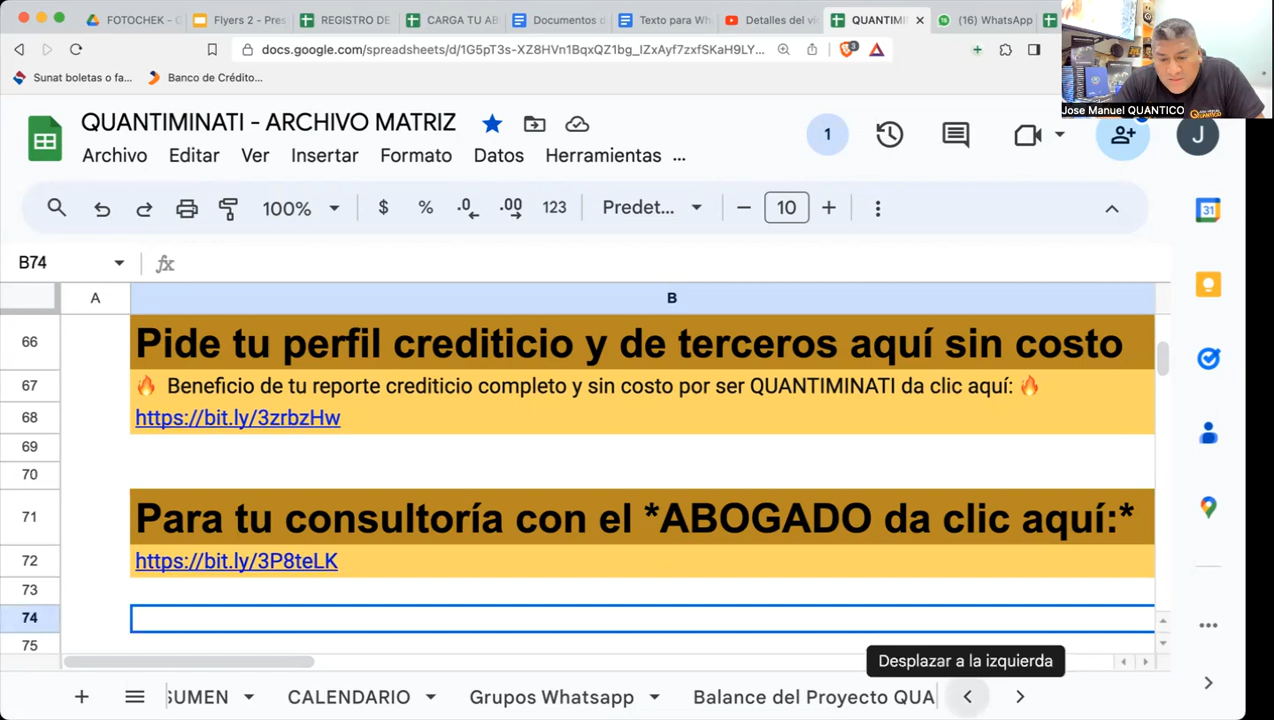 FOTOCHEK - C
Flyers 2 - Pres
REGISTRO DE
CARGA TU AB
Documentos d
Texto para Wh
Detalles del vi
QUANTIMI
(16) WhatsApp
docs.google.com/spreadsheets/d/1G5pT3s-XZ8HVn1BqxQZ1bg_IZxAyf7zxfSKaH9LY...
3
Sunat boletas o fa...
Banco de Crédito...
Jose Manuel QUANTICO
QUANTICO
QUANTIMINATI - ARCHIVO MATRIZ
1
J
Archivo Editar Ver Insertar Formato Datos Herramientas ...
100% $ % .0 .00 123 Predet... 10
31
B74 fx
A B
66 Pide tu perfil crediticio y de terceros aquí sin costo
67 🔥 Beneficio de tu reporte crediticio completo y sin costo por ser QUANTIMINATI da clic aquí: 🔥
68 https://bit.ly/3zrbzHw
69
70
71 Para tu consultoría con el *ABOGADO da clic aquí:*
72 https://bit.ly/3P8teLK
73
74
75
Desplazar a la izquierda
SUMEN CALENDARIO Grupos Whatsapp Balance del Proyecto QUA